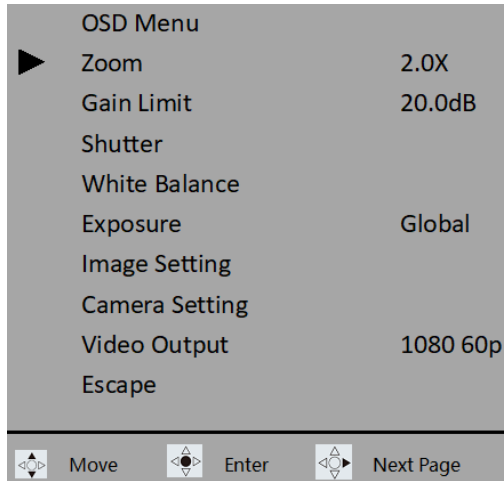 OSD Menu
Zoom 2.0X
Gain Limit 20.0dB
Shutter
White Balance
Exposure Global
Image Setting
Camera Setting
Video Output 1080 60p
Escape
Move Enter Next Page